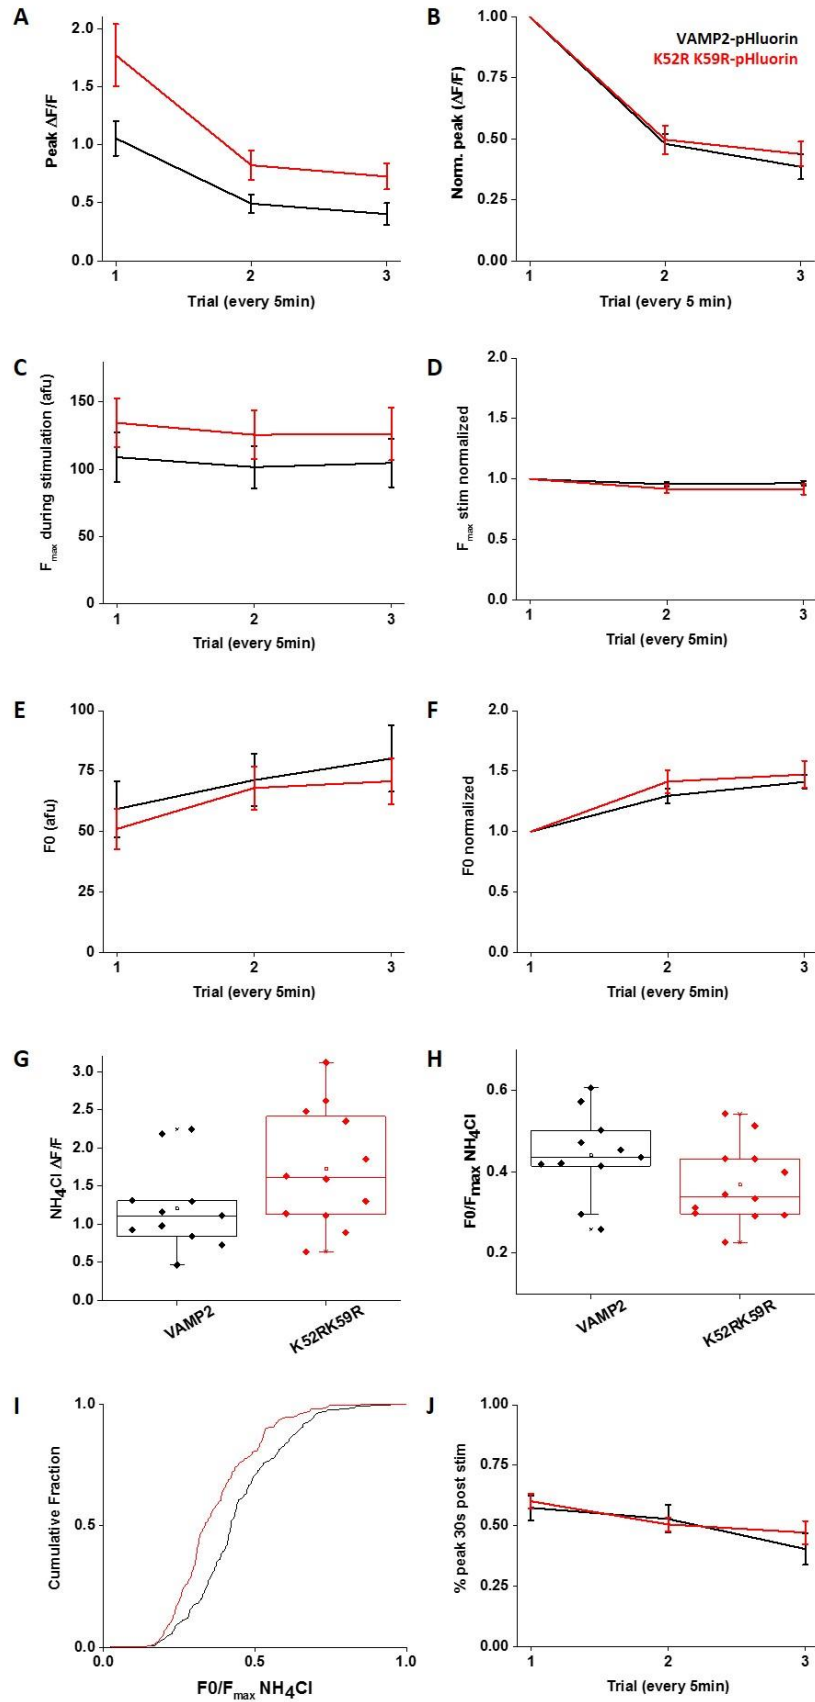 A
Peak ΔF/F
2.0
1.5
1.0
0.5
0.0
1 2 3
Trial (every 5min)
B
VAMP2-pHluorin
K52R K59R-pHluorin
Norm. peak (ΔF/F)
1.00
0.75
0.50
0.25
0.00
1 2 3
Trial (every 5 min)
C
Fmax during stimulation (afu)
150
100
50
0
1 2 3
Trial (every 5min)
D
Fmax stim normalized
2.0
1.5
1.0
0.5
0.0
1 2 3
Trial (every 5min)
E
F0 (afu)
100
75
50
25
0
1 2 3
Trial (every 5min)
F
F0 normalized
2.0
1.5
1.0
0.5
0.0
1 2 3
Trial (every 5min)
G
NH4Cl ΔF/F
3.0
2.5
2.0
1.5
1.0
0.5
0.0
VAMP2
K52RK59R
H
F0/Fmax NH4Cl
0.6
0.4
0.2
VAMP2
K52RK59R
I
Cumulative Fraction
1.0
0.5
0.0
0.0 0.5 1.0
F0/Fmax NH4Cl
J
% peak 30s post stim
1.00
0.75
0.50
0.25
0.00
1 2 3
Trial (every 5min)